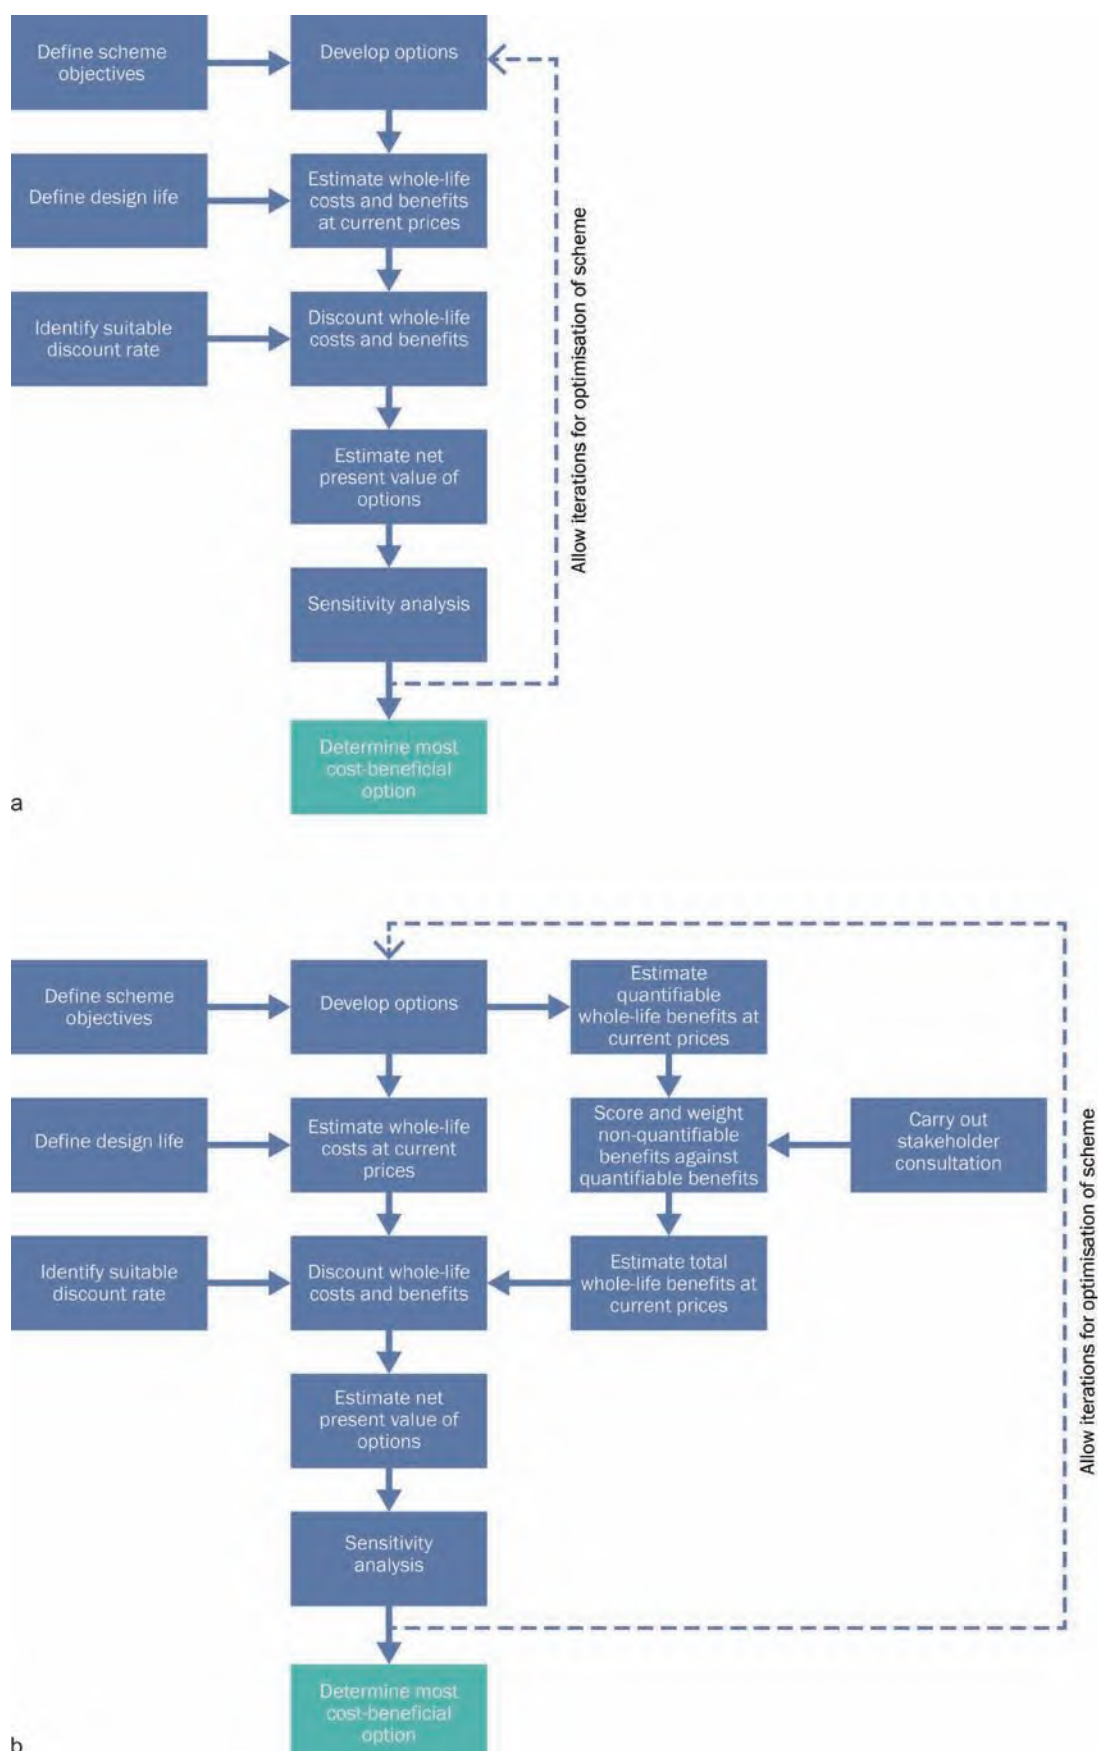 Define scheme
objectives
Develop options
Define design life
Estimate whole-life
costs and benefits
at current prices
Identify suitable
discount rate
Discount whole-life
costs and benefits
Estimate net
present value of
options
Sensitivity analysis
Determine most
cost-beneficial
option
Allow iterations for optimisation of scheme
a
Define scheme
objectives
Develop options
Estimate
quantifiable
whole-life benefits at
current prices
Define design life
Estimate whole-life
costs at current
prices
Score and weight
non-quantifiable
benefits against
quantifiable benefits
Carry out
stakeholder
consultation
Identify suitable
discount rate
Discount whole-life
costs and benefits
Estimate total
whole-life benefits at
current prices
Estimate net
present value of
options
Sensitivity
analysis
Determine most
cost-beneficial
option
Allow iterations for optimisation of scheme
b